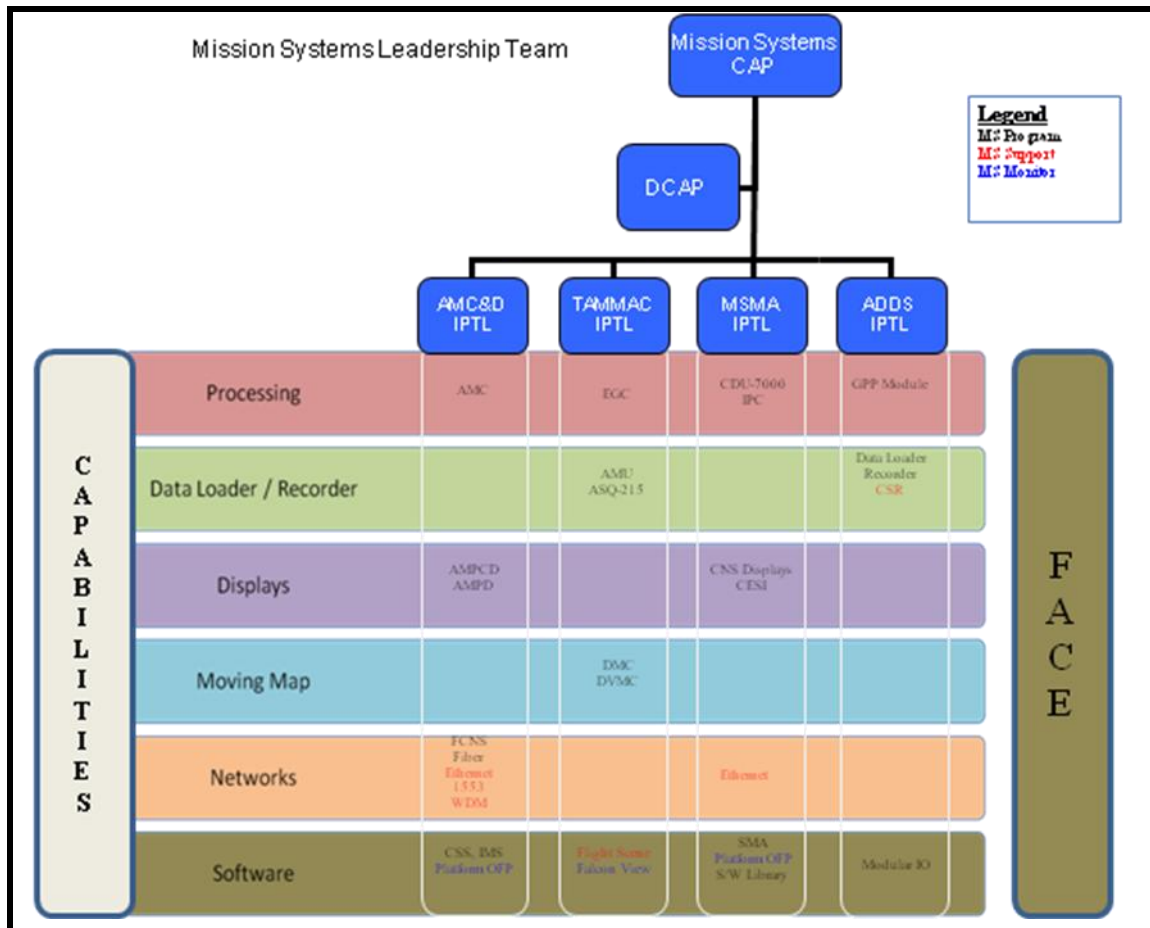 Mission Systems Leadership Team
Mission Systems
CAP
Legend
MS Program
MS Support
MS Monitor
DCAP
AMC&D
IPTL
TAMMAC
IPTL
MSMA
IPTL
ADDS
IPTL
CAPABILITIES
Processing
AMC
EGC
CDU-7000
IPC
GPP Module
Data Loader / Recorder
AMU
ASQ-215
Data Loader
Recorder
CSR
Displays
AMPCD
AMPD
CNS Displays
CESI
Moving Map
DMC
DVMC
Networks
FCNS
Fiber
Ethernet
1553
WDM
Ethernet
Software
CSS, IMS
Platform OFP
Flight Scene
Falcon View
SMA
Platform OFP
S/W Library
Modular IO
FACE